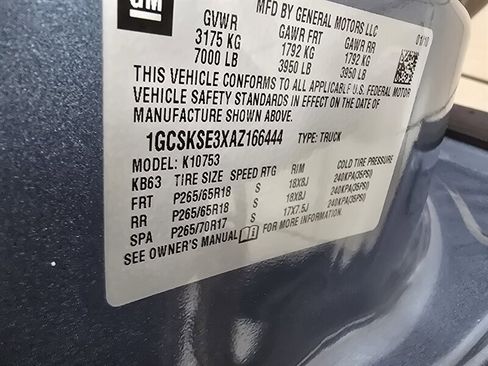 GM
MFD BY GENERAL MOTORS LLC
01/10
GVWR GAWR FRT GAWR RR
3175 KG 1792 KG 1792 KG
7000 LB 3950 LB 3950 LB
THIS VEHICLE CONFORMS TO ALL APPLICABLE U.S. FEDERAL MOTOR
VEHICLE SAFETY STANDARDS IN EFFECT ON THE DATE OF
MANUFACTURE SHOWN ABOVE.
1GCSKSE3XAZ166444 TYPE: TRUCK
MODEL: K10753
KB63 TIRE SIZE SPEED RTG RIM COLD TIRE PRESSURE
FRT P265/65R18 S 18X8J 240KPA(35PSI)
RR P265/65R18 S 18X8J 240KPA(35PSI)
SPA P265/70R17 S 17X7.5J 240KPA(35PSI)
SEE OWNER'S MANUAL FOR MORE INFORMATION.